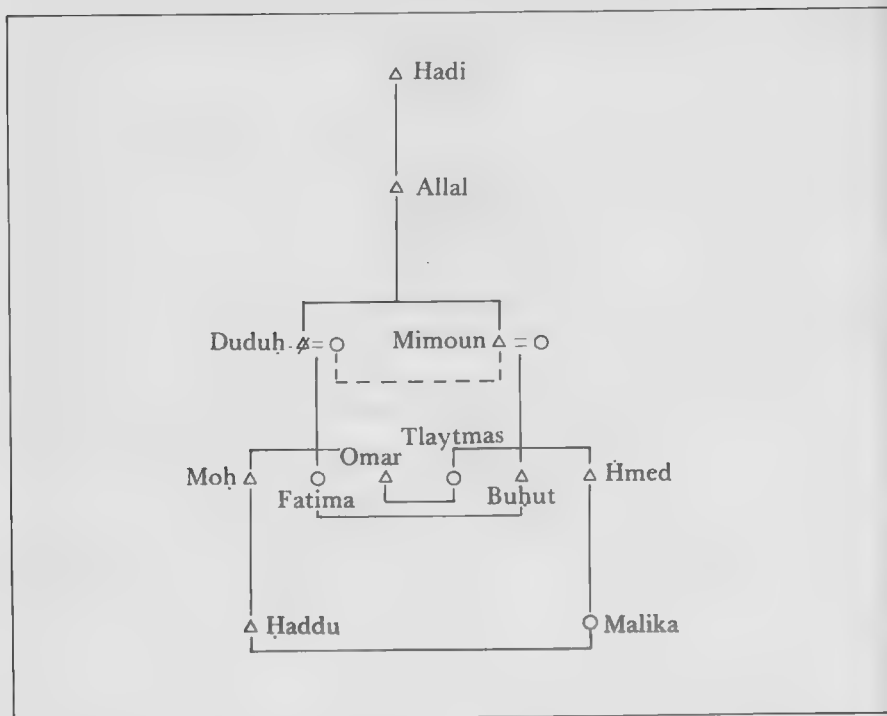 Hadi
Allal
Duduḥ Mimoun
Tlaytmas
Omar
Moḥ Ḥmed
Fatima Buḥut
Ḥaddu Malika